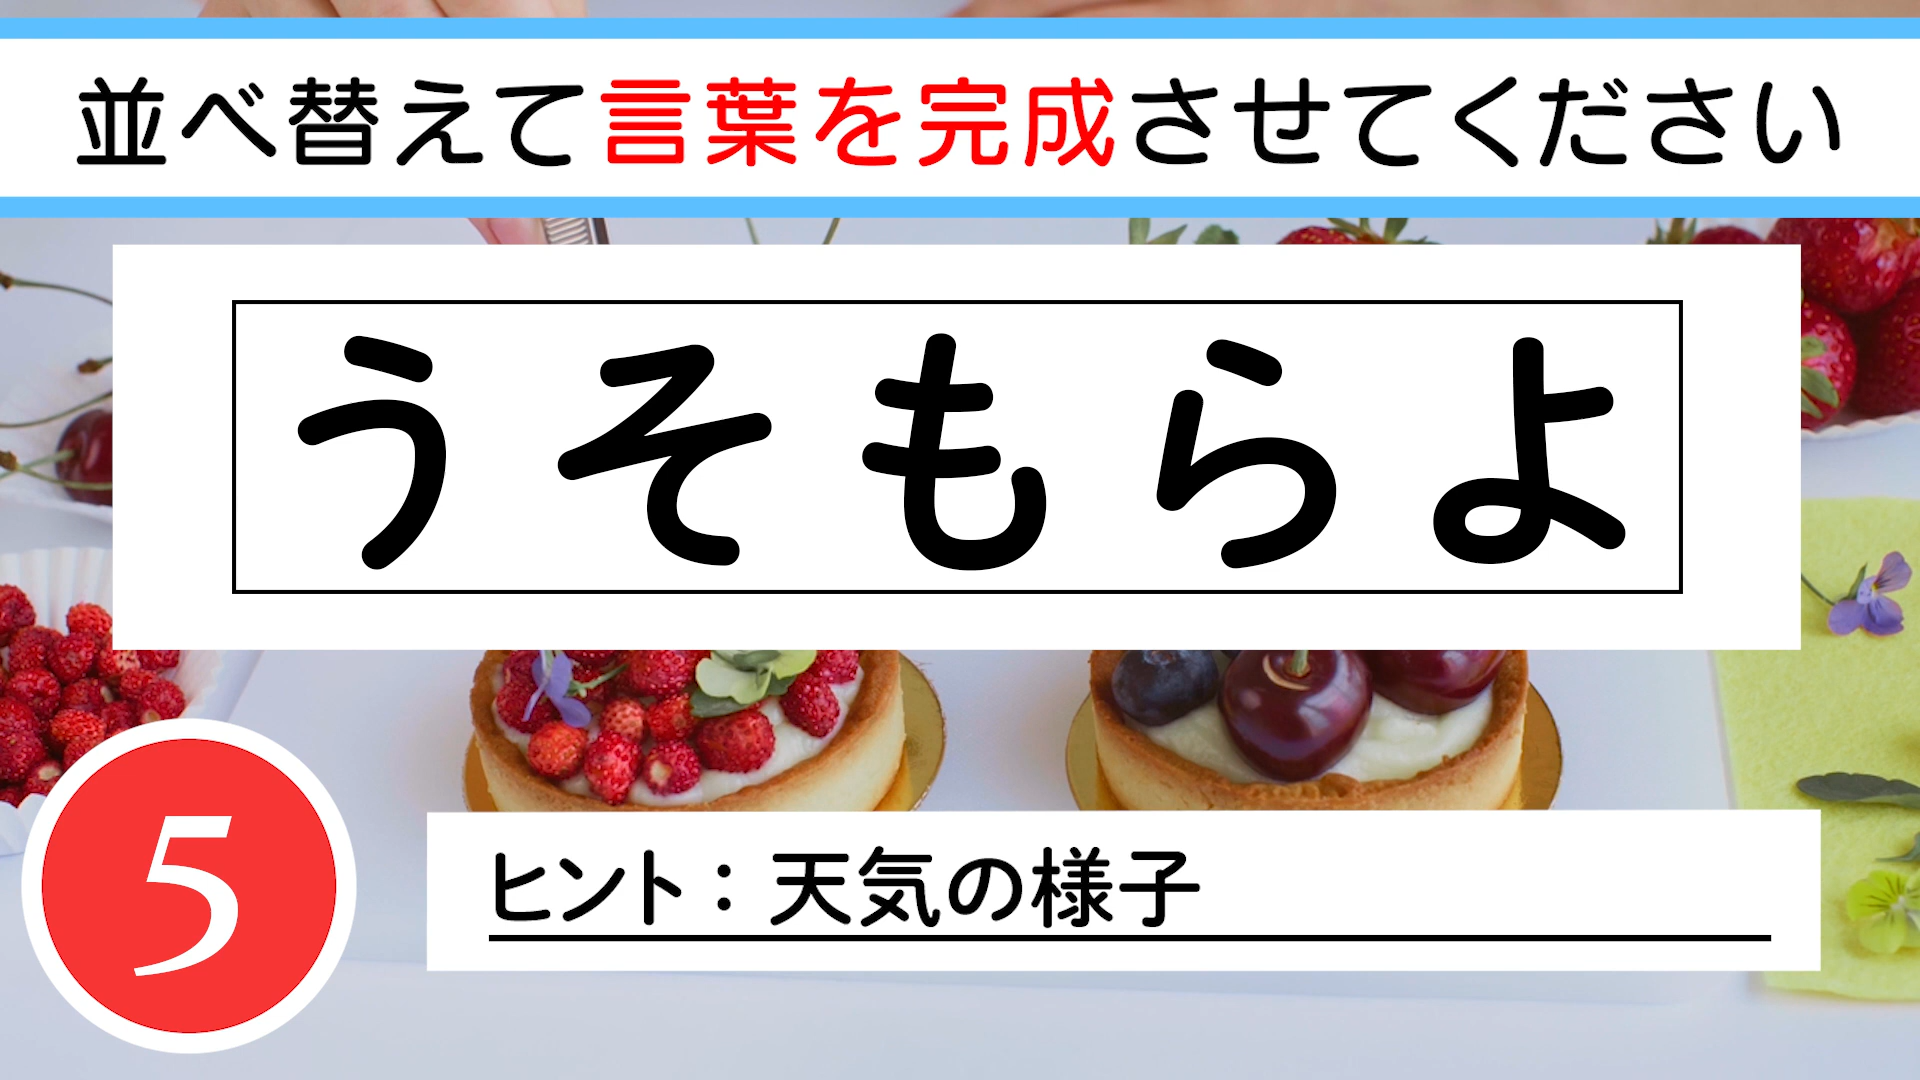 並べ替えて言葉を完成させてください
うそもらよ
5
ヒント：天気の様子